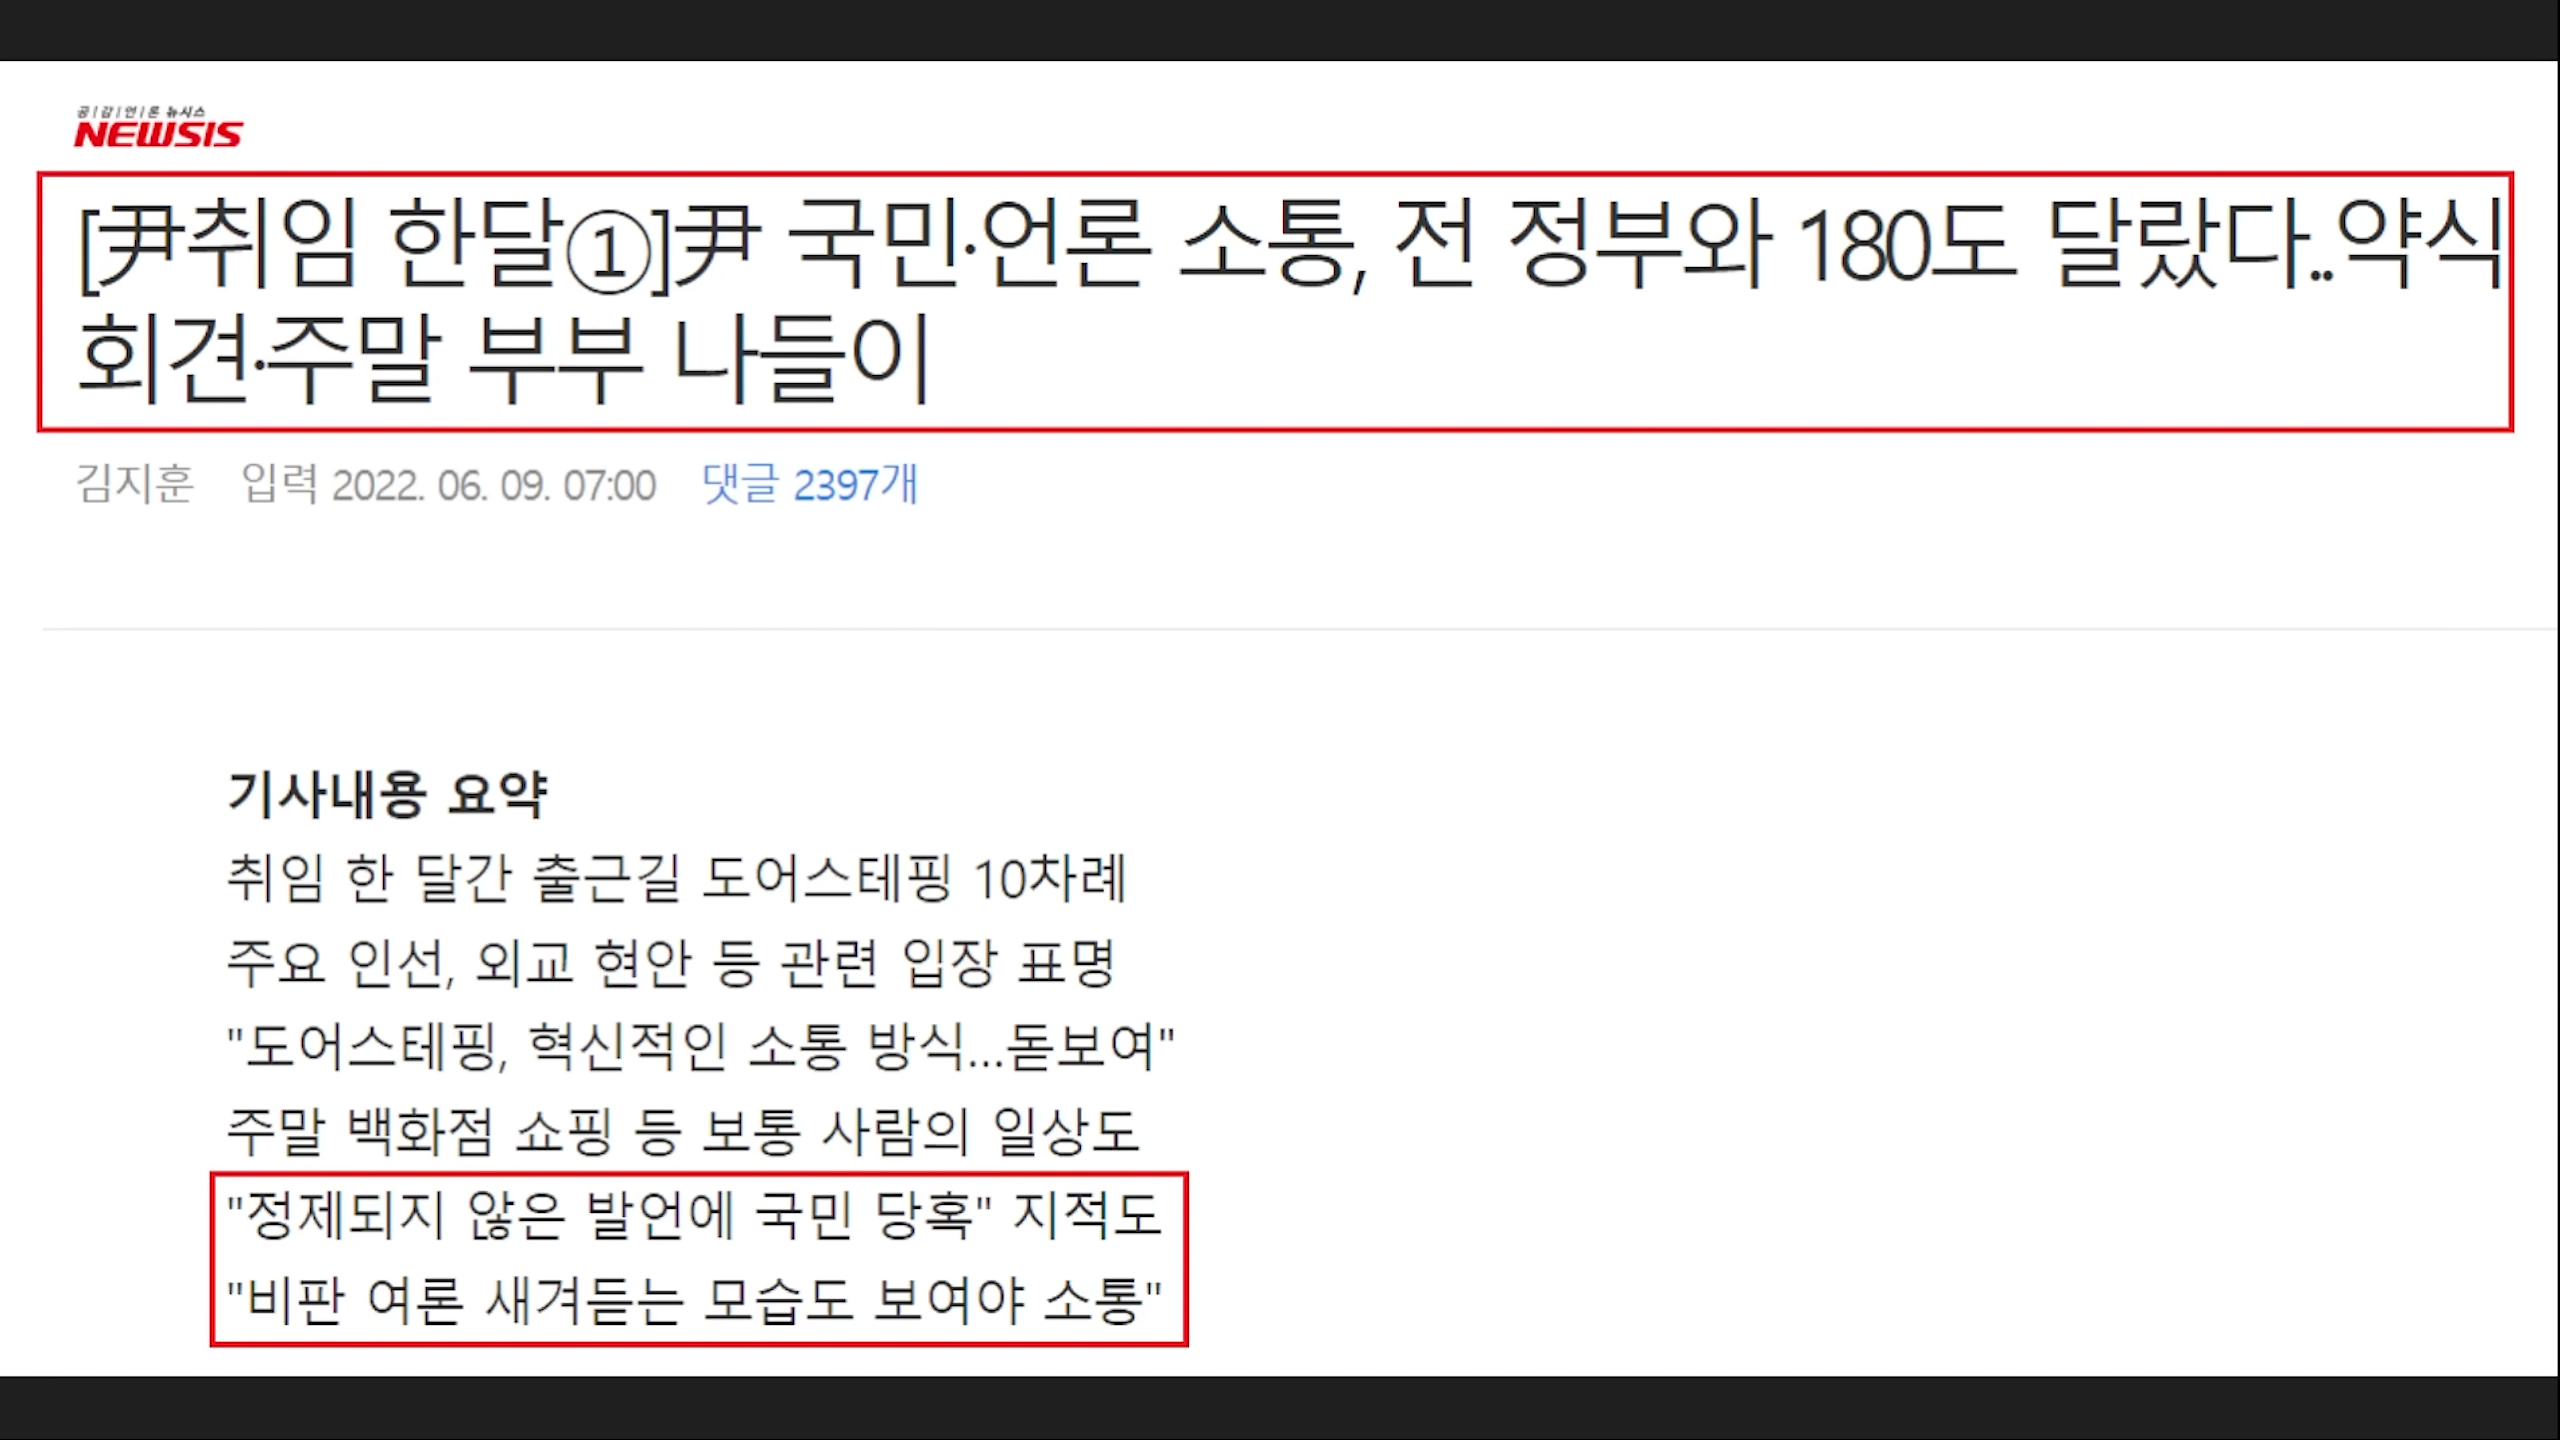 공|감|언|론 뉴시스
NEWSIS
[尹취임 한달①]尹 국민·언론 소통, 전 정부와 180도 달랐다..약식
회견·주말 부부 나들이
김지훈 입력 2022. 06. 09. 07:00 댓글 2397개
기사내용 요약
취임 한 달간 출근길 도어스테핑 10차례
주요 인선, 외교 현안 등 관련 입장 표명
"도어스테핑, 혁신적인 소통 방식...돋보여"
주말 백화점 쇼핑 등 보통 사람의 일상도
"정제되지 않은 발언에 국민 당혹" 지적도
"비판 여론 새겨듣는 모습도 보여야 소통"